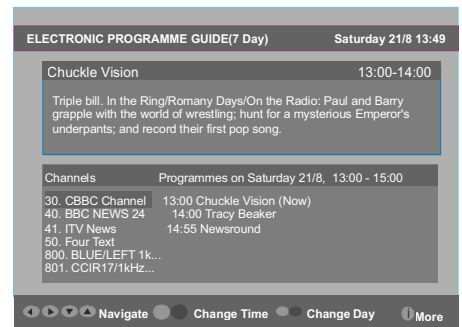 ELECTRONIC PROGRAMME GUIDE(7 Day) Saturday 21/8 13:49
Chuckle Vision 13:00-14:00
Triple bill. In the Ring/Romany Days/On the Radio: Paul and Barry
grapple with the world of wrestling; hunt for a mysterious Emperor's
underpants; and record their first pop song.
Channels Programmes on Saturday 21/8, 13:00 - 15:00
30. CBBC Channel 13:00 Chuckle Vision (Now)
40. BBC NEWS 24 14:00 Tracy Beaker
41. ITV News 14:55 Newsround
50. Four Text
800. BLUE/LEFT 1k...
801. CCIR17/1kHz...
Navigate Change Time Change Day i More